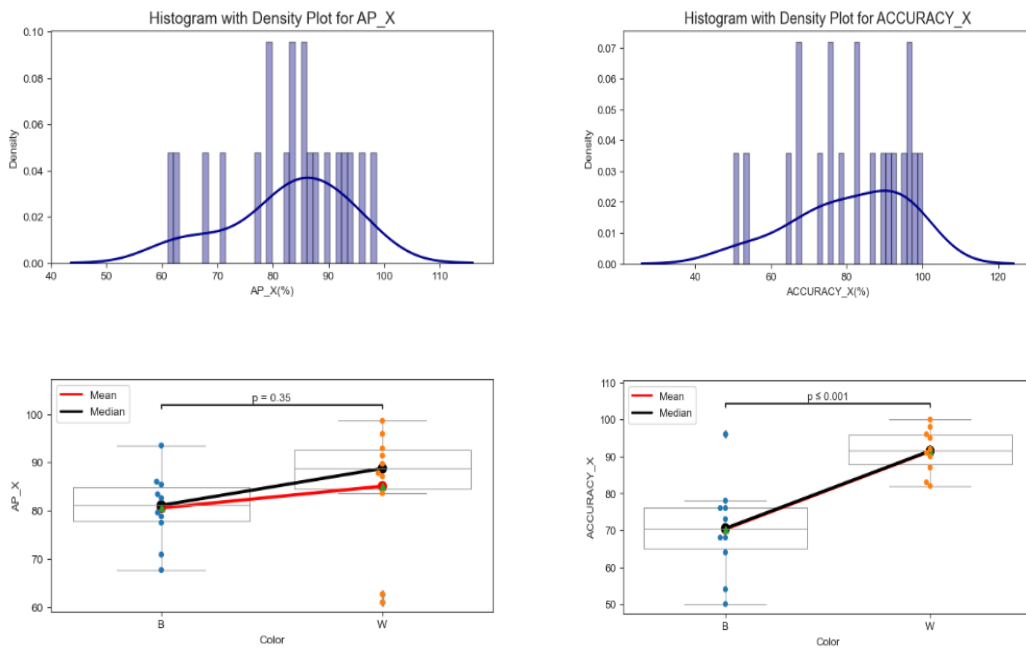 Histogram with Density Plot for AP_X
0.10
0.08
0.06
0.04
0.02
0.00
Density
40 50 60 70 80 90 100 110
AP_X(%)
Histogram with Density Plot for ACCURACY_X
0.07
0.06
0.05
0.04
0.03
0.02
0.01
0.00
Density
40 60 80 100 120
ACCURACY_X(%)
Mean
Median
p = 0.35
100
90
80
70
60
AP_X
B W
Color
Mean
Median
p ≤ 0.001
110
100
90
80
70
60
50
ACCURACY_X
B W
Color